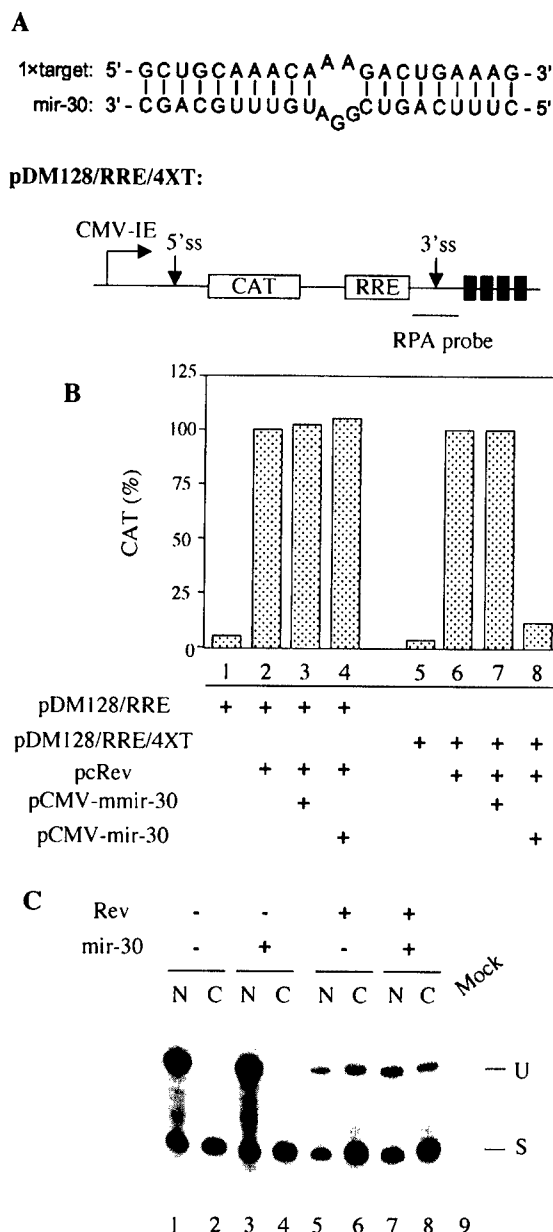 A
1×target: 5' - GCUGCAAACAAAGACUGAAAG - 3'
mir-30: 3' - CGACGUUUGUAGGCUGACUUUC - 5'
pDM128/RRE/4XT:
CMV-IE
5'ss
3'ss
CAT
RRE
RPA probe
B
125
100
75
50
25
0
CAT (%)
1 2 3 4 5 6 7 8
pDM128/RRE + + + +
pDM128/RRE/4XT + + + +
pcRev + + + + + +
pCMV-mmir-30 + +
pCMV-mir-30 + +
C
Rev - - + +
mir-30 - + - +
N C N C N C N C Mock
U
S
1 2 3 4 5 6 7 8 9